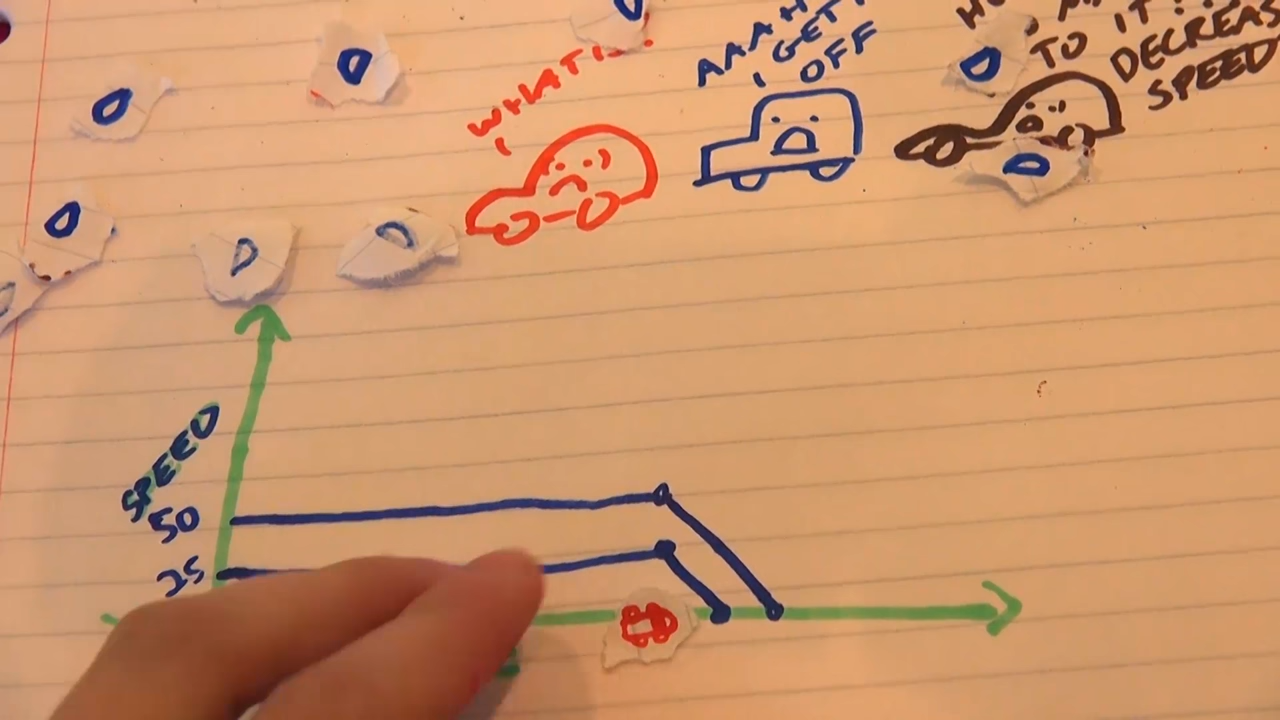 WHAT
AAAH
I GET
OFF
TO IT
DECREAS
SPEED
SPEED
50
25